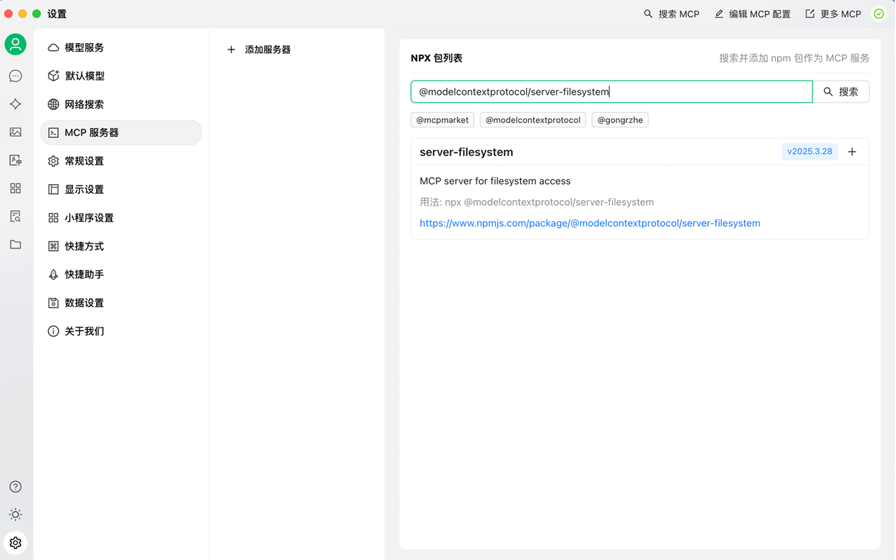 设置
搜索 MCP
编辑 MCP 配置
更多 MCP
模型服务
默认模型
网络搜索
MCP 服务器
常规设置
显示设置
小程序设置
快捷方式
快捷助手
数据设置
关于我们
添加服务器
NPX 包列表
搜索并添加 npm 包作为 MCP 服务
@modelcontextprotocol/server-filesystem
搜索
@mcpmarket
@modelcontextprotocol
@gongrzhe
server-filesystem
v2025.3.28
MCP server for filesystem access
用法: npx @modelcontextprotocol/server-filesystem
https://www.npmjs.com/package/@modelcontextprotocol/server-filesystem